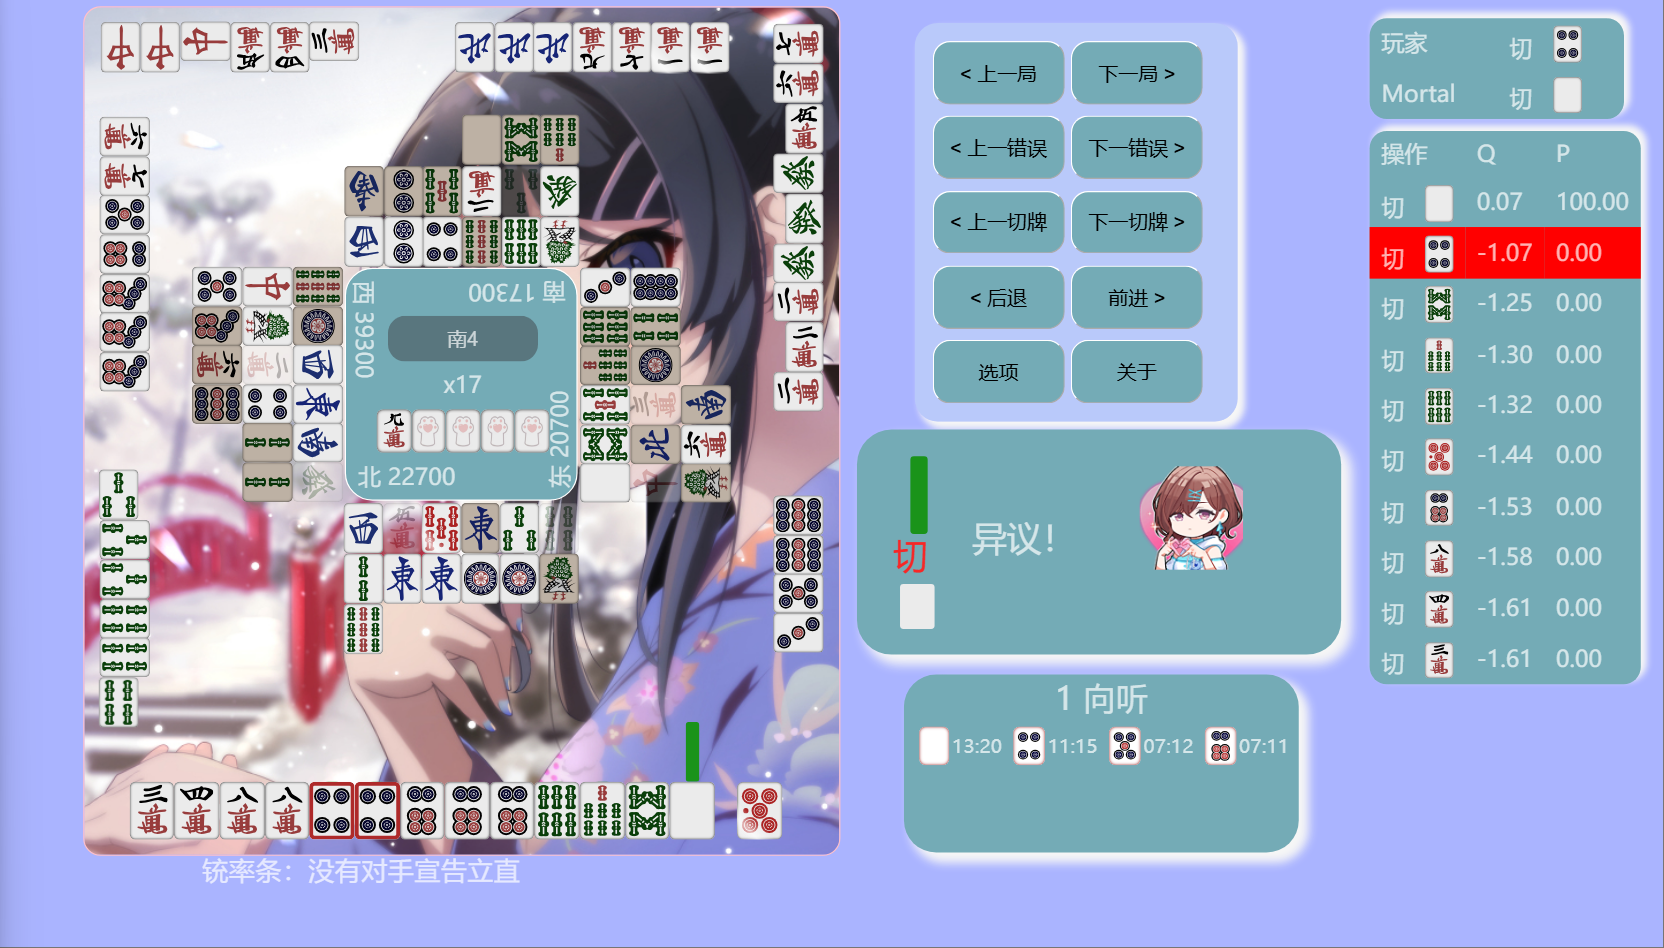 南 17300
西 39300
南4
x17
东 20700
北 22700
铳率条：没有对手宣告立直
< 上一局
下一局 >
< 上一错误
下一错误 >
< 上一切牌
下一切牌 >
< 后退
前进 >
选项
关于
切
异议！
1 向听
13:20
11:15
07:12
07:11
玩家 切
Mortal 切
操作 Q P
切 0.07 100.00
切 -1.07 0.00
切 -1.25 0.00
切 -1.30 0.00
切 -1.32 0.00
切 -1.44 0.00
切 -1.53 0.00
切 -1.58 0.00
切 -1.61 0.00
切 -1.61 0.00